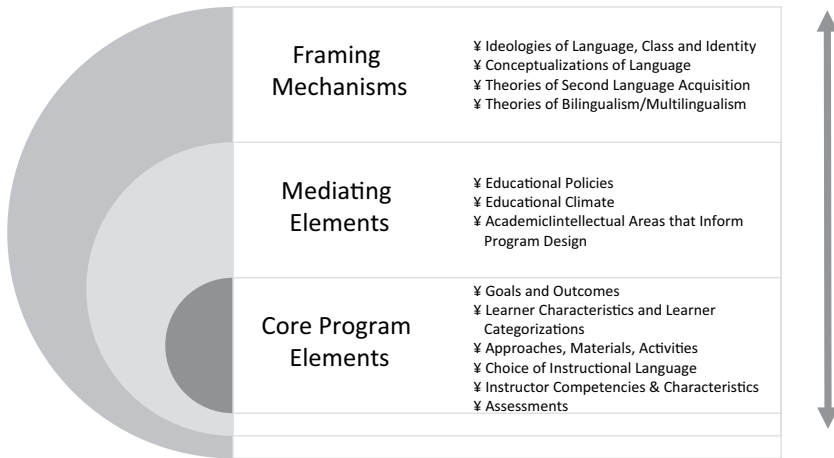 Framing
Mechanisms
¥ Ideologies of Language, Class and Identity
¥ Conceptualizations of Language
¥ Theories of Second Language Acquisition
¥ Theories of Bilingualism/Multilingualism
Mediating
Elements
¥ Educational Policies
¥ Educational Climate
¥ AcademicIintellectual Areas that Inform
Program Design
Core Program
Elements
¥ Goals and Outcomes
¥ Learner Characteristics and Learner
Categorizations
¥ Approaches, Materials, Activities
¥ Choice of Instructional Language
¥ Instructor Competencies & Characteristics
¥ Assessments